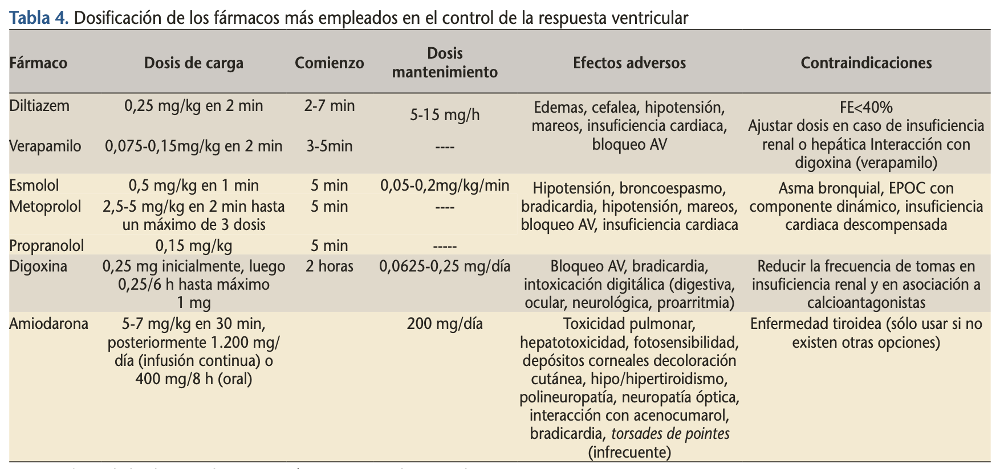 Tabla 4. Dosificación de los fármacos más empleados en el control de la respuesta ventricular
Fármaco
Dosis de carga
Comienzo
Dosis
mantenimiento
Efectos adversos
Contraindicaciones
Diltiazem
0,25 mg/kg en 2 min
2-7 min
5-15 mg/h
Edemas, cefalea, hipotensión,
mareos, insuficiencia cardiaca,
bloqueo AV
FE<40%
Ajustar dosis en caso de insuficiencia
renal o hepática Interacción con
digoxina (verapamilo)
Verapamilo
0,075-0,15mg/kg en 2 min
3-5min
----
Esmolol
0,5 mg/kg en 1 min
5 min
0,05-0,2mg/kg/min
Hipotensión, broncoespasmo,
bradicardia, hipotensión, mareos,
bloqueo AV, insuficiencia cardiaca
Asma bronquial, EPOC con
componente dinámico, insuficiencia
cardiaca descompensada
Metoprolol
2,5-5 mg/kg en 2 min hasta
un máximo de 3 dosis
5 min
----
Propranolol
0,15 mg/kg
5 min
-----
Digoxina
0,25 mg inicialmente, luego
0,25/6 h hasta máximo
1 mg
2 horas
0,0625-0,25 mg/día
Bloqueo AV, bradicardia,
intoxicación digitálica (digestiva,
ocular, neurológica, proarritmia)
Reducir la frecuencia de tomas en
insuficiencia renal y en asociación a
calcioantagonistas
Amiodarona
5-7 mg/kg en 30 min,
posteriormente 1.200 mg/
día (infusión continua) o
400 mg/8 h (oral)
200 mg/día
Toxicidad pulmonar,
hepatotoxicidad, fotosensibilidad,
depósitos corneales decoloración
cutánea, hipo/hipertiroidismo,
polineuropatía, neuropatía óptica,
interacción con acenocumarol,
bradicardia, torsades de pointes
(infrecuente)
Enfermedad tiroidea (sólo usar si no
existen otras opciones)